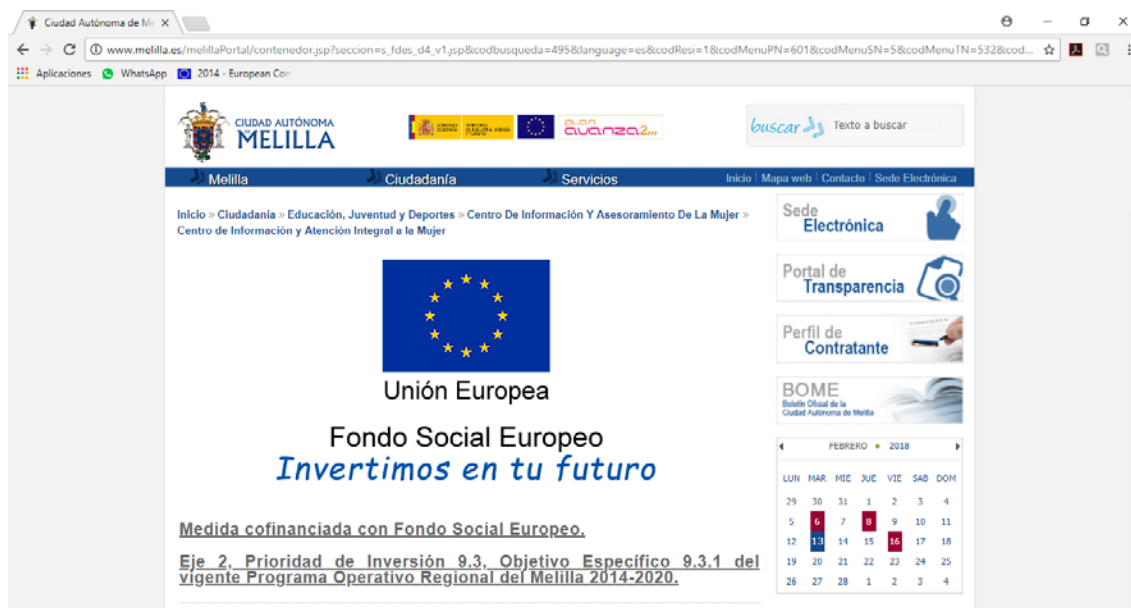 Ciudad Autónoma de Me
www.melilla.es/melillaPortal/contenedor.jsp?seccion=s_fdes_d4_v1.jsp&codbusqueda=495&language=es&codResi=1&codMenuPN=601&codMenuSN=5&codMenuTN=532&cod...
Aplicaciones WhatsApp 2014 - European Com
CIUDAD AUTÓNOMA
MELILLA
PLAN
avanza2...
buscar Texto a buscar
Melilla Ciudadanía Servicios Inicio | Mapa web | Contacto | Sede Electrónica
Inicio » Ciudadanía » Educación, Juventud y Deportes » Centro De Información Y Asesoramiento De La Mujer »
Centro de Información y Atención Integral a la Mujer
Unión Europea
Fondo Social Europeo
Invertimos en tu futuro
Medida cofinanciada con Fondo Social Europeo.
Eje 2, Prioridad de Inversión 9.3, Objetivo Específico 9.3.1 del
vigente Programa Operativo Regional del Melilla 2014-2020.
Sede
Electrónica
Portal de
Transparencia
Perfil de
Contratante
BOME
Boletín Oficial de la
Ciudad Autónoma de Melilla
FEBRERO 2018
LUN MAR MIE JUE VIE SAB DOM
29 30 31 1 2 3 4
5 6 7 8 9 10 11
12 13 14 15 16 17 18
19 20 21 22 23 24 25
26 27 28 1 2 3 4